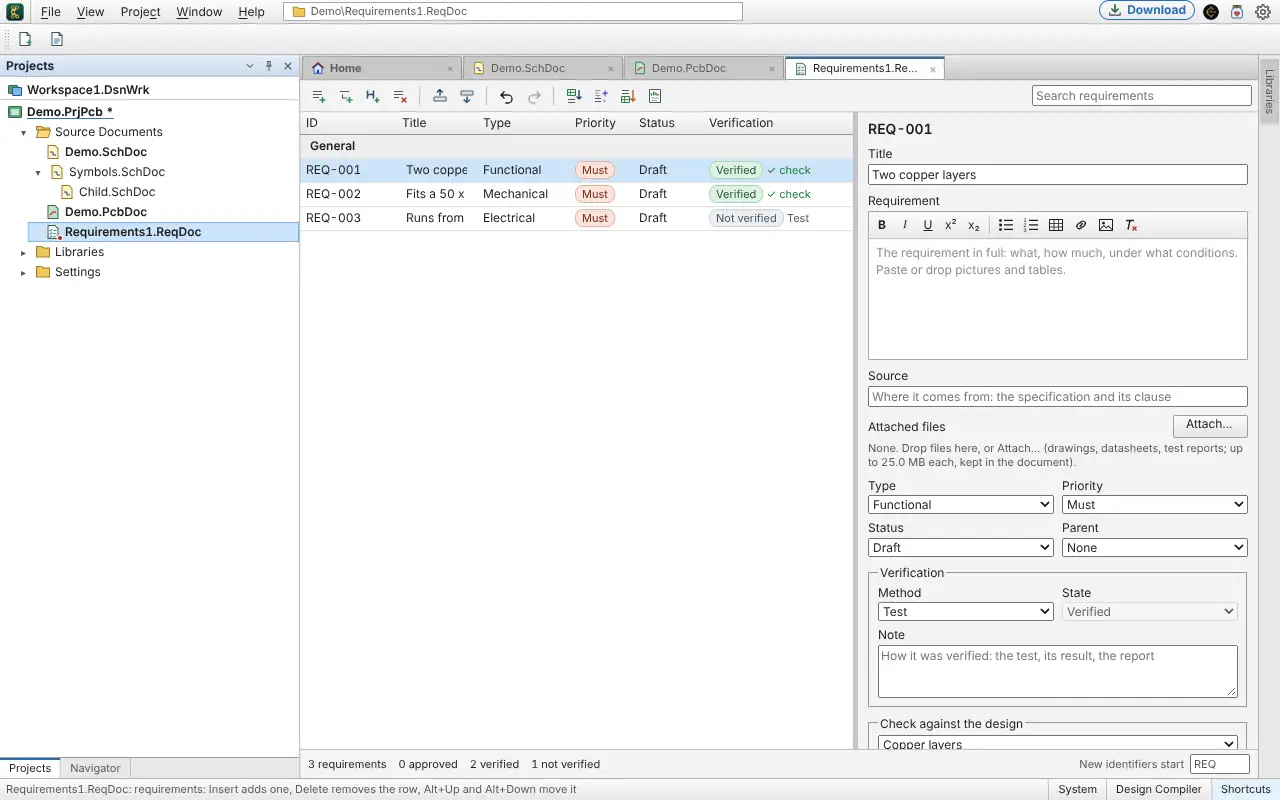 File View Project Window Help
Demo\Requirements1.ReqDoc
Download
Projects
Workspace1.DsnWrk
Demo.PrjPcb *
Source Documents
Demo.SchDoc
Symbols.SchDoc
Child.SchDoc
Demo.PcbDoc
Requirements1.ReqDoc
Libraries
Settings
Projects Navigator
Home
Demo.SchDoc
Demo.PcbDoc
Requirements1.Re...
Search requirements
ID Title Type Priority Status Verification
General
REQ-001 Two coppe Functional Must Draft Verified ✓ check
REQ-002 Fits a 50 x Mechanical Must Draft Verified ✓ check
REQ-003 Runs from Electrical Must Draft Not verified Test
3 requirements 0 approved 2 verified 1 not verified
REQ-001
Title
Two copper layers
Requirement
B I U x² x₂
The requirement in full: what, how much, under what conditions.
Paste or drop pictures and tables.
Source
Where it comes from: the specification and its clause
Attached files
Attach...
None. Drop files here, or Attach... (drawings, datasheets, test reports; up
to 25.0 MB each, kept in the document).
Type Priority
Functional Must
Status Parent
Draft None
Verification
Method State
Test Verified
Note
How it was verified: the test, its result, the report
Check against the design
Copper layers
New identifiers start REQ
Libraries
Requirements1.ReqDoc: requirements: Insert adds one, Delete removes the row, Alt+Up and Alt+Down move it
System Design Compiler Shortcuts